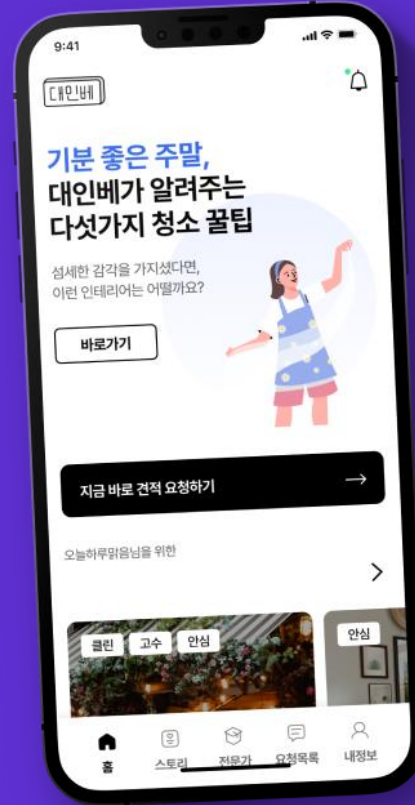 9:41
대인베
기분 좋은 주말,
대인베가 알려주는
다섯가지 청소 꿀팁
섬세한 감각을 가지셨다면,
이런 인테리어는 어떨까요?
바로가기
지금 바로 견적 요청하기
오늘하루맑음님을 위한
클린 고수 안심 안심
홈 스토리 전문가 요청목록 내정보